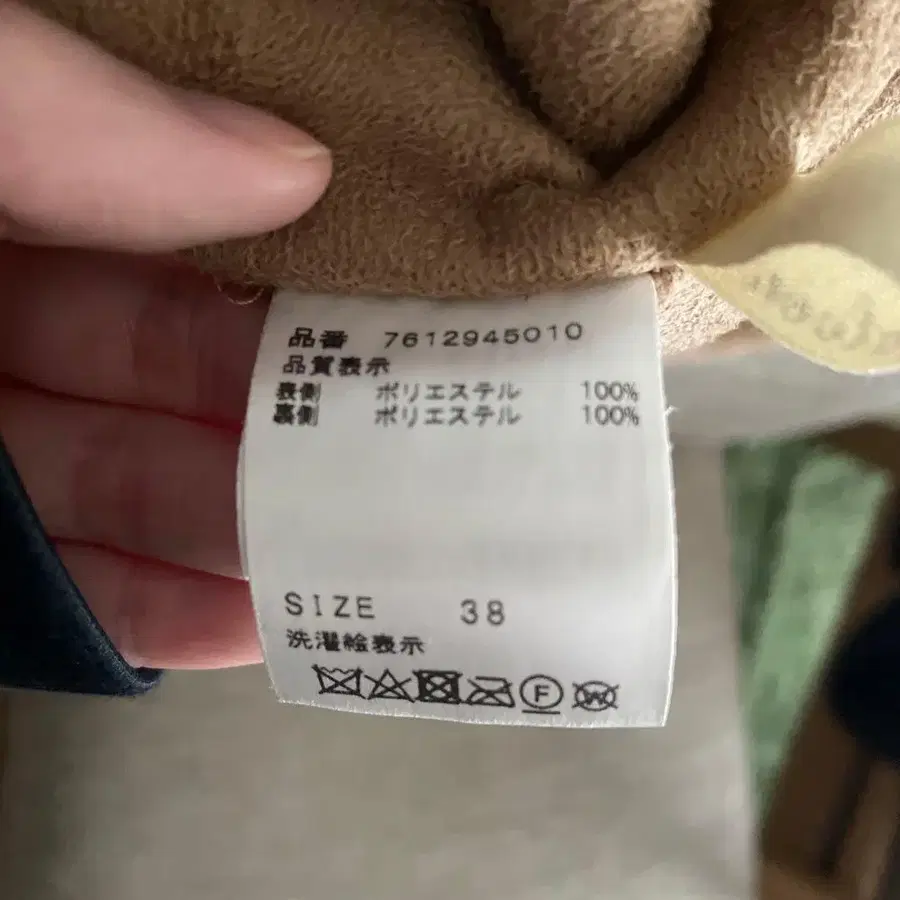 品番 7612945010
品質表示
表側 ポリエステル 100%
裏側 ポリエステル 100%
SIZE 38
洗濯絵表示
F W